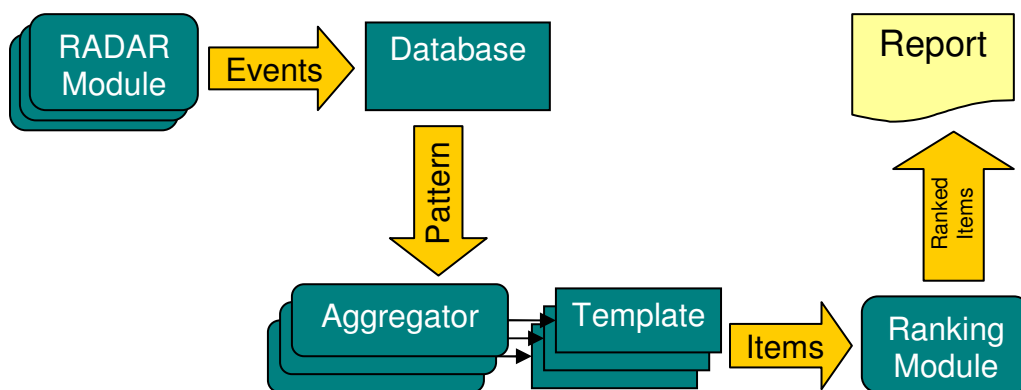 RADAR
Module
Events
Database
Report
Pattern
Ranked
Items
Aggregator
Template
Items
Ranking
Module